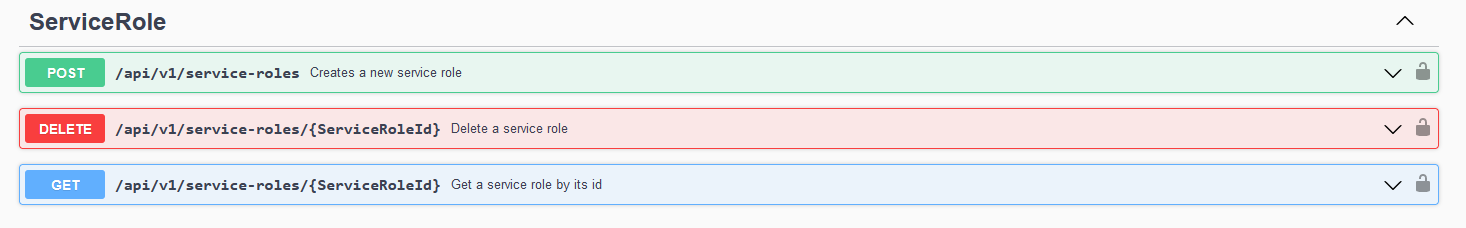 ServiceRole
POST /api/v1/service-roles Creates a new service role
DELETE /api/v1/service-roles/{ServiceRoleId} Delete a service role
GET /api/v1/service-roles/{ServiceRoleId} Get a service role by its id